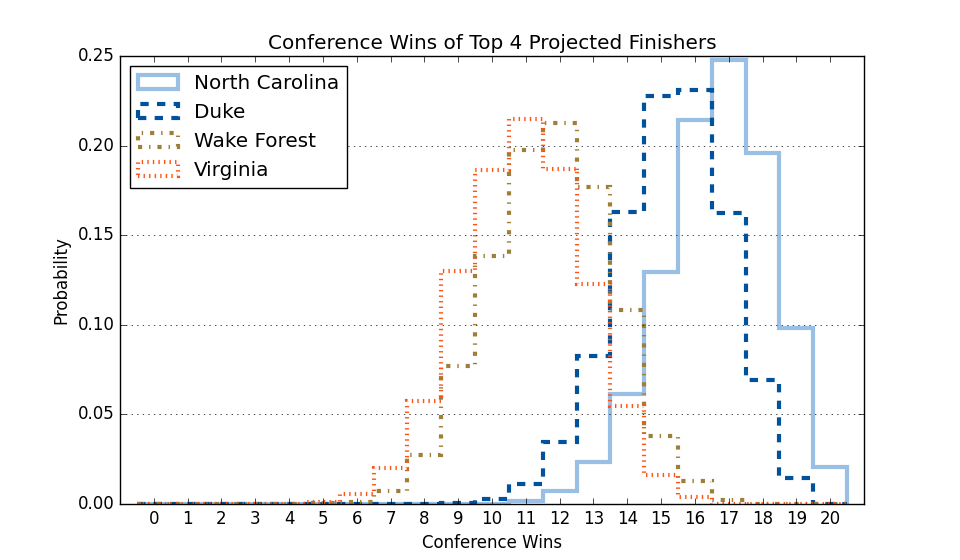 Conference Wins of Top 4 Projected Finishers
0.25
0.20
0.15
0.10
0.05
0.00
Probability
North Carolina
Duke
Wake Forest
Virginia
0 1 2 3 4 5 6 7 8 9 10 11 12 13 14 15 16 17 18 19 20
Conference Wins